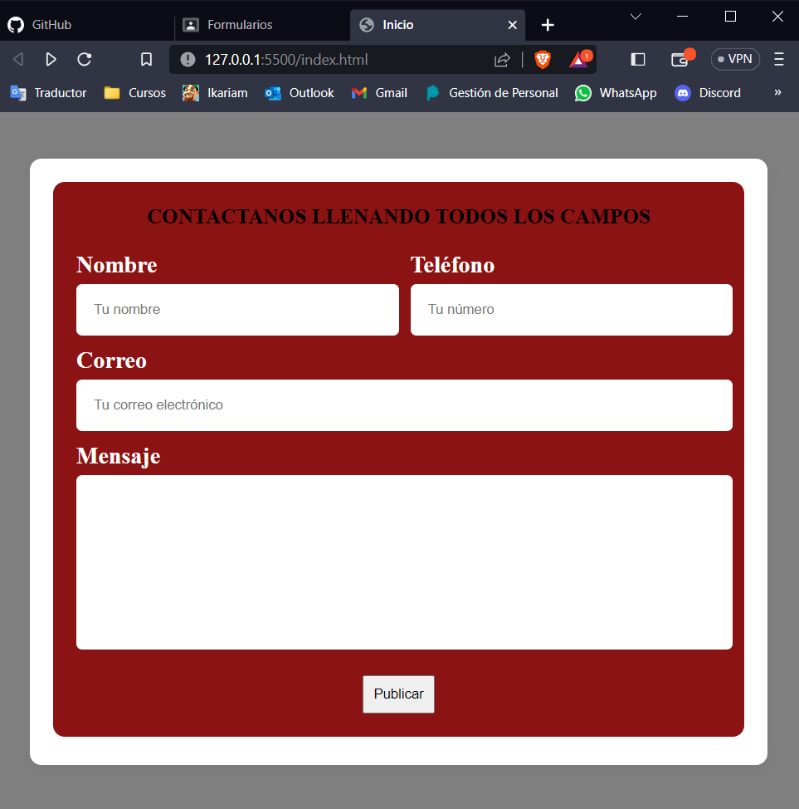 GitHub Formularios Inicio
127.0.0.1:5500/index.html 1 VPN
Traductor Cursos Ikariam Outlook Gmail Gestión de Personal WhatsApp Discord »
CONTACTANOS LLENANDO TODOS LOS CAMPOS
Nombre Teléfono
Tu nombre Tu número
Correo
Tu correo electrónico
Mensaje
Publicar